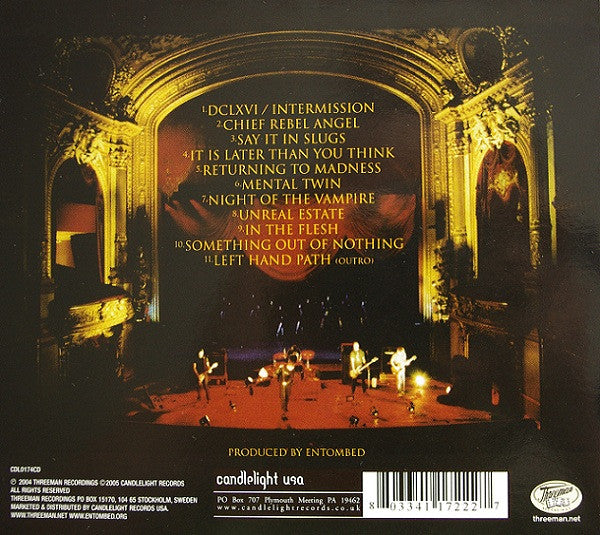 1. DCLXVI / INTERMISSION
2. CHIEF REBEL ANGEL
3. SAY IT IN SLUGS
4. IT IS LATER THAN YOU THINK
5. RETURNING TO MADNESS
6. MENTAL TWIN
7. NIGHT OF THE VAMPIRE
8. UNREAL ESTATE
9. IN THE FLESH
10. SOMETHING OUT OF NOTHING
11. LEFT HAND PATH (OUTRO)
PRODUCED BY ENTOMBED
CDL0174CD
℗ 2004 THREEMAN RECORDINGS ©2005 CANDLELIGHT RECORDS
ALL RIGHTS RESERVED
THREEMAN RECORDINGS PO BOX 15170, 104 65 STOCKHOLM, SWEDEN
MARKETED & DISTRIBUTED BY CANDLELIGHT RECORDS USA.
WWW.THREEMAN.NET WWW.ENTOMBED.ORG
candlelight usa
PO Box 707 Plymouth Meeting PA 19462
www.candlelightrecords.co.uk
8 03341 17222 7
Threeman
threeman.net